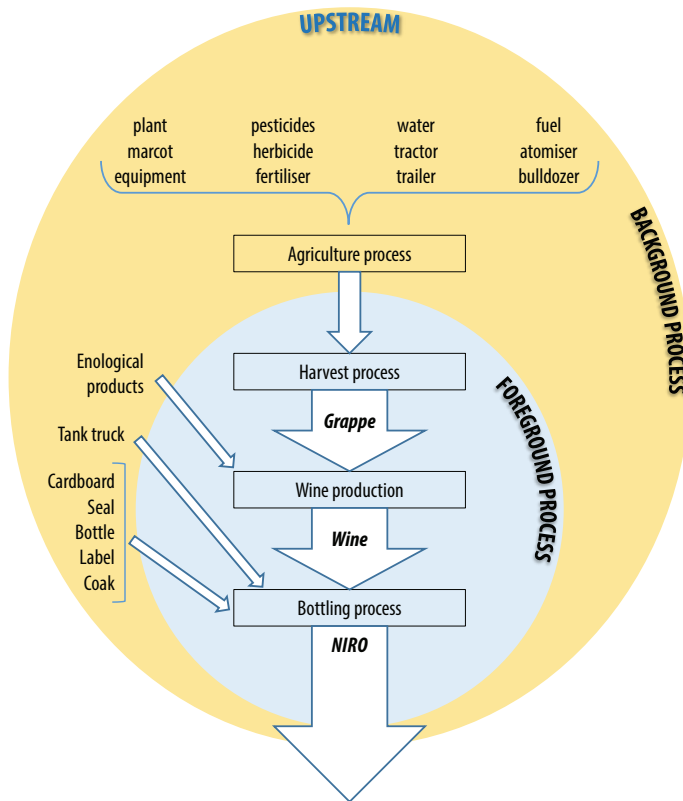 UPSTREAM
plant
marcot
equipment
pesticides
herbicide
fertiliser
water
tractor
trailer
fuel
atomiser
bulldozer
BACKGROUND PROCESS
Agriculture process
FOREGROUND PROCESS
Harvest process
Enological
products
Grappe
Tank truck
Wine production
Cardboard
Seal
Bottle
Label
Coak
Wine
Bottling process
NIRO